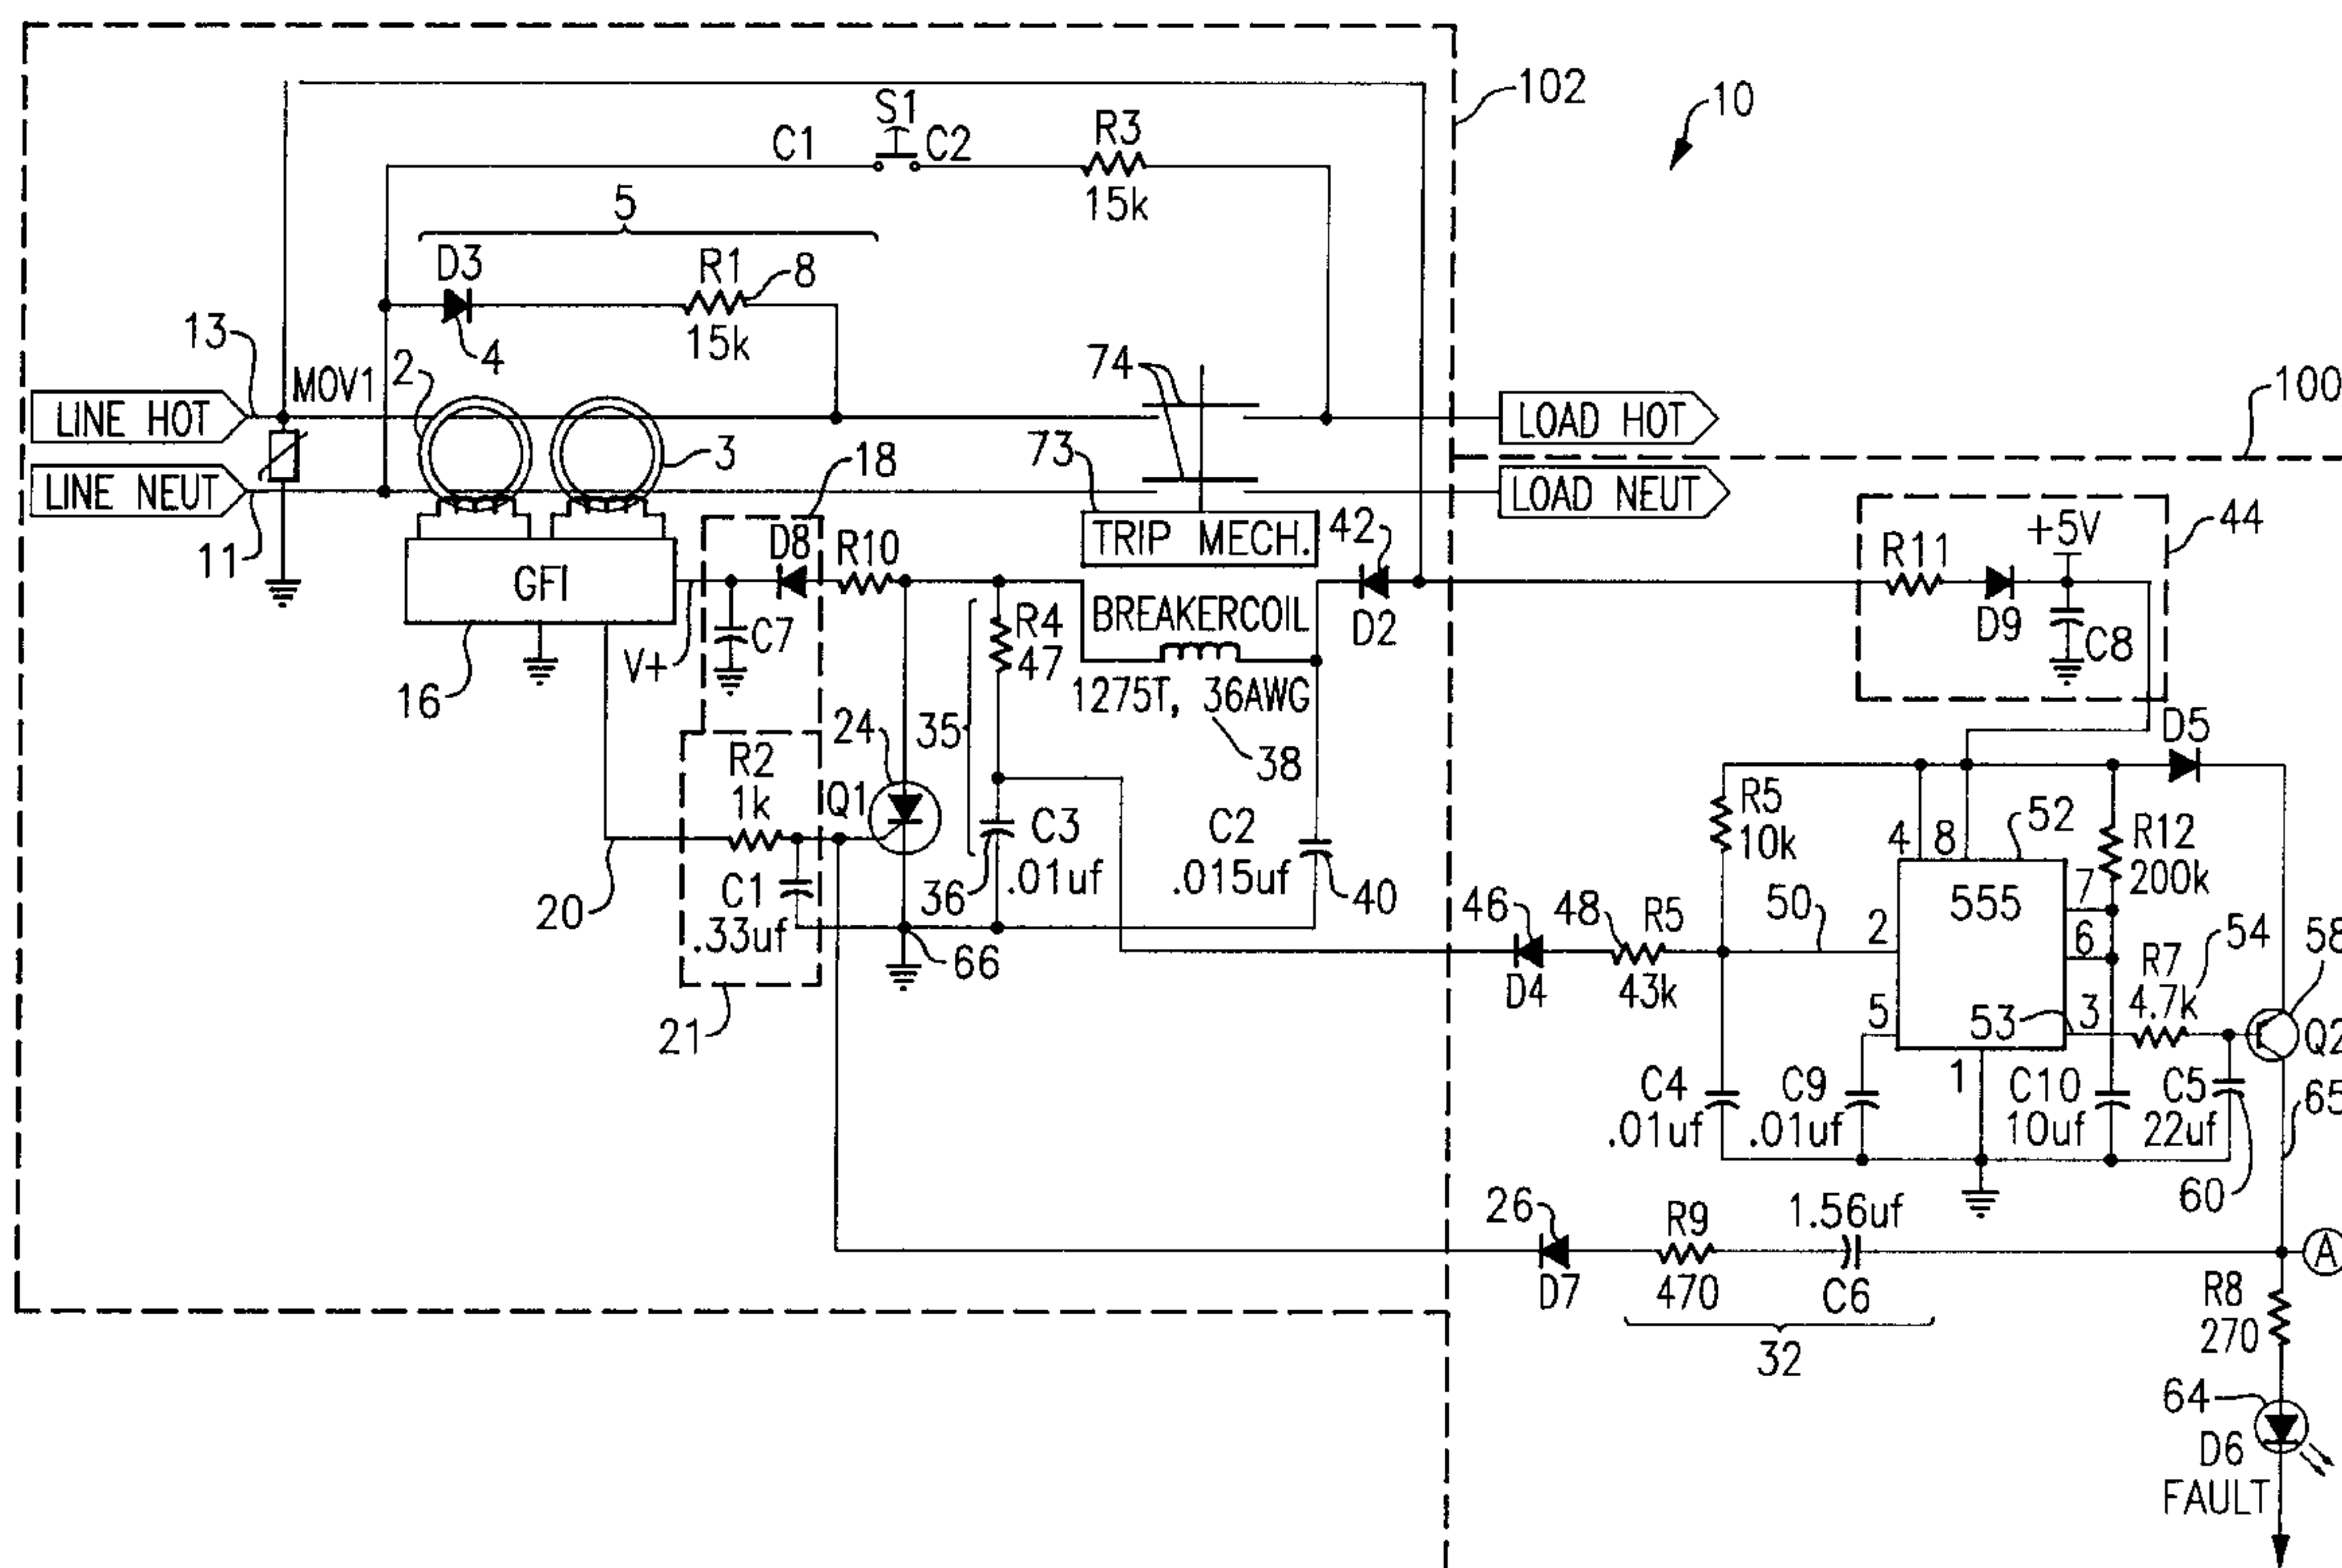 102
10
S1
C1
C2
R3
15k
5
D3
R1
8
15k
4
13
MOV1
2
74
LINE HOT
LOAD HOT
100
3
73
18
LINE NEUT
LOAD NEUT
11
D8
R10
TRIP MECH.
42
+5V
44
R11
GFI
C7
R4
47
BREAKERCOIL
D2
D9
C8
V+
16
1275T, 36AWG
35
38
D5
24
R2
1k
Q1
R5
10k
4
8
52
R12
200k
C3
.01uf
C2
.015uf
36
40
7
555
C1
.33uf
20
46
48
R5
50
2
6
54
58
66
D4
43k
R7
4.7k
5
53
3
Q2
21
1
C4
.01uf
C9
.01uf
C10
10uf
C5
22uf
65
60
26
R9
1.56uf
A
D7
470
C6
R8
270
32
64
D6
FAULT